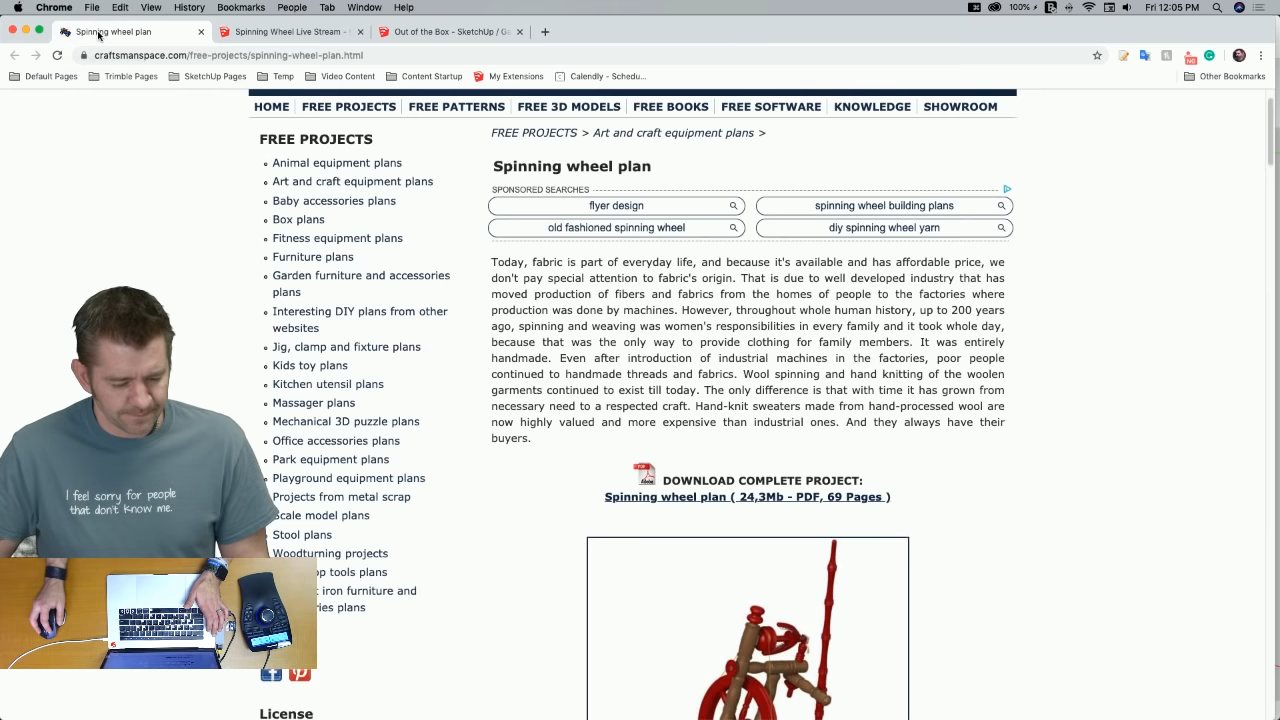 Chrome File Edit View History Bookmarks People Tab Window Help 100% Fri 12:05 PM
Spinning wheel plan Spinning Wheel Live Stream - Out of the Box - SketchUp / Ga
craftsmanspace.com/free-projects/spinning-wheel-plan.html
Default Pages Trimble Pages SketchUp Pages Temp Video Content Content Startup My Extensions Calendly - Schedu... Other Bookmarks
HOME FREE PROJECTS FREE PATTERNS FREE 3D MODELS FREE BOOKS FREE SOFTWARE KNOWLEDGE SHOWROOM
FREE PROJECTS
Animal equipment plans
Art and craft equipment plans
Baby accessories plans
Box plans
Fitness equipment plans
Furniture plans
Garden furniture and accessories
plans
Interesting DIY plans from other
websites
Jig, clamp and fixture plans
Kids toy plans
Kitchen utensil plans
Massager plans
Mechanical 3D puzzle plans
Office accessories plans
Park equipment plans
Playground equipment plans
Projects from metal scrap
Scale model plans
Stool plans
Woodturning projects
op tools plans
t iron furniture and
ries plans
License
FREE PROJECTS > Art and craft equipment plans >
Spinning wheel plan
SPONSORED SEARCHES
flyer design spinning wheel building plans
old fashioned spinning wheel diy spinning wheel yarn
Today, fabric is part of everyday life, and because it's available and has affordable price, we
don't pay special attention to fabric's origin. That is due to well developed industry that has
moved production of fibers and fabrics from the homes of people to the factories where
production was done by machines. However, throughout whole human history, up to 200 years
ago, spinning and weaving was women's responsibilities in every family and it took whole day,
because that was the only way to provide clothing for family members. It was entirely
handmade. Even after introduction of industrial machines in the factories, poor people
continued to handmade threads and fabrics. Wool spinning and hand knitting of the woolen
garments continued to exist till today. The only difference is that with time it has grown from
necessary need to a respected craft. Hand-knit sweaters made from hand-processed wool are
now highly valued and more expensive than industrial ones. And they always have their
buyers.
DOWNLOAD COMPLETE PROJECT:
Spinning wheel plan ( 24,3Mb - PDF, 69 Pages )
I feel sorry for people
that don't know me.